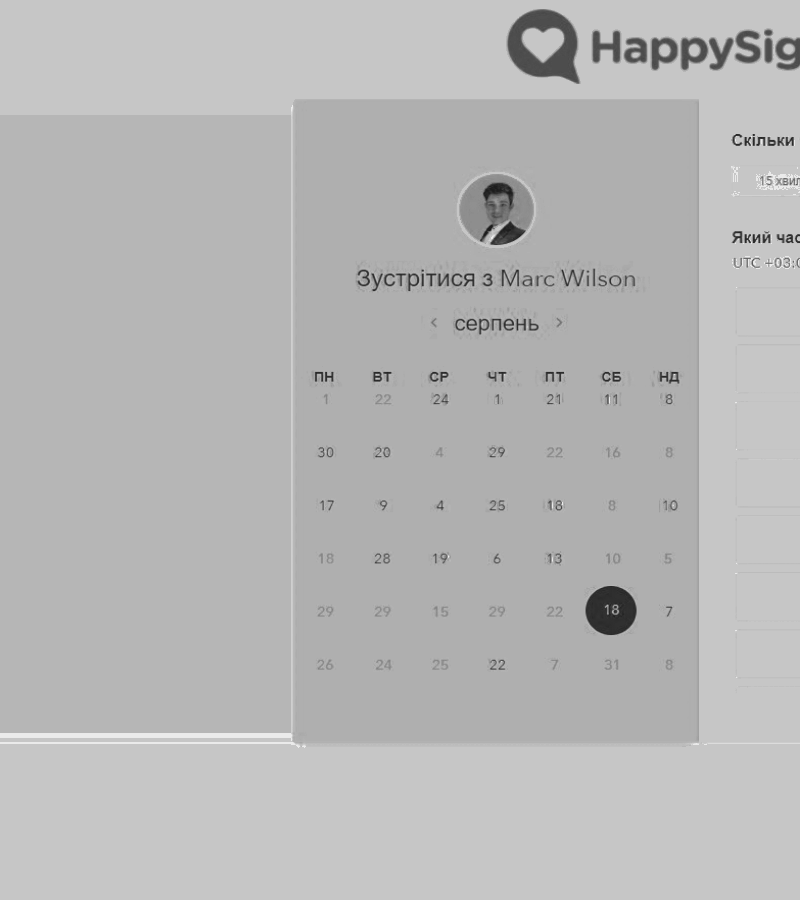 HappySig
Зустрітися з Marc Wilson
< серпень >
ПН ВТ СР ЧТ ПТ СБ НД
1 22 24 1 21 11 8
30 20 4 29 22 16 8
17 9 4 25 18 8 10
18 28 19 6 13 10 5
29 29 15 29 22 18 7
26 24 25 22 7 31 8
Скільки
15 хвил
Який час
UTC +03:0